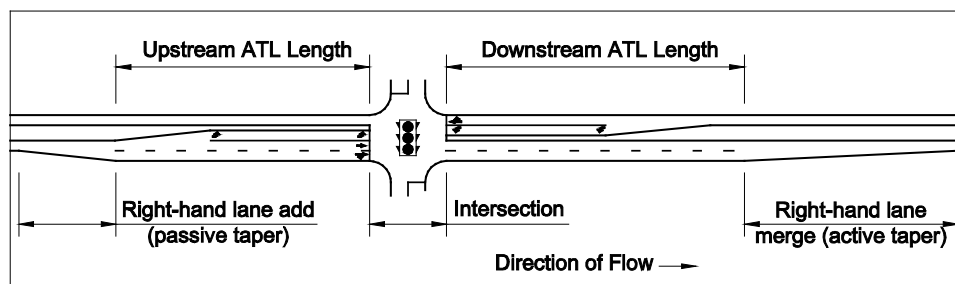 Upstream ATL Length
Downstream ATL Length
Right-hand lane add
(passive taper)
Intersection
Right-hand lane
merge (active taper)
Direction of Flow